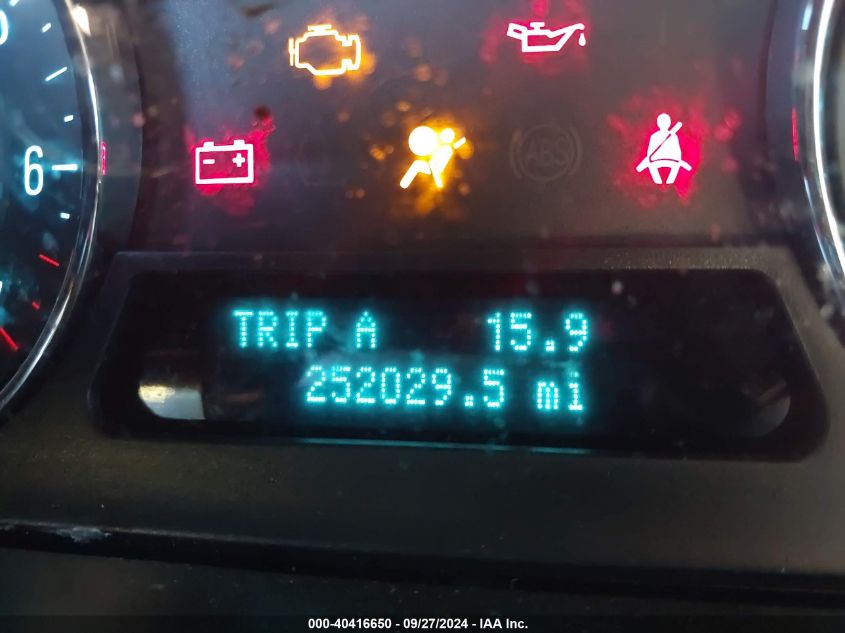 ABS
6
TRIP A 15.9
252029.5 mi
000-40416650 - 09/27/2024 - IAA Inc.